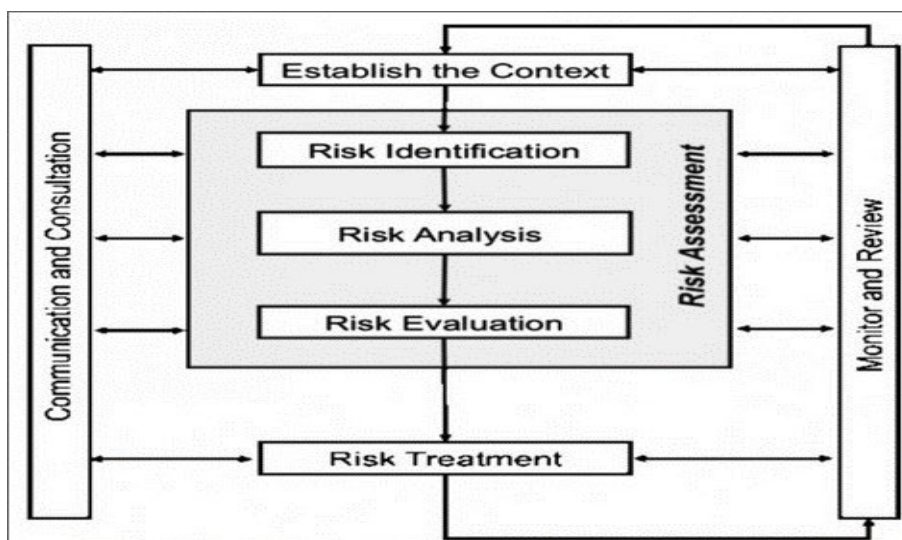 Establish the Context
Risk Identification
Risk Analysis
Risk Evaluation
Risk Assessment
Risk Treatment
Communication and Consultation
Monitor and Review